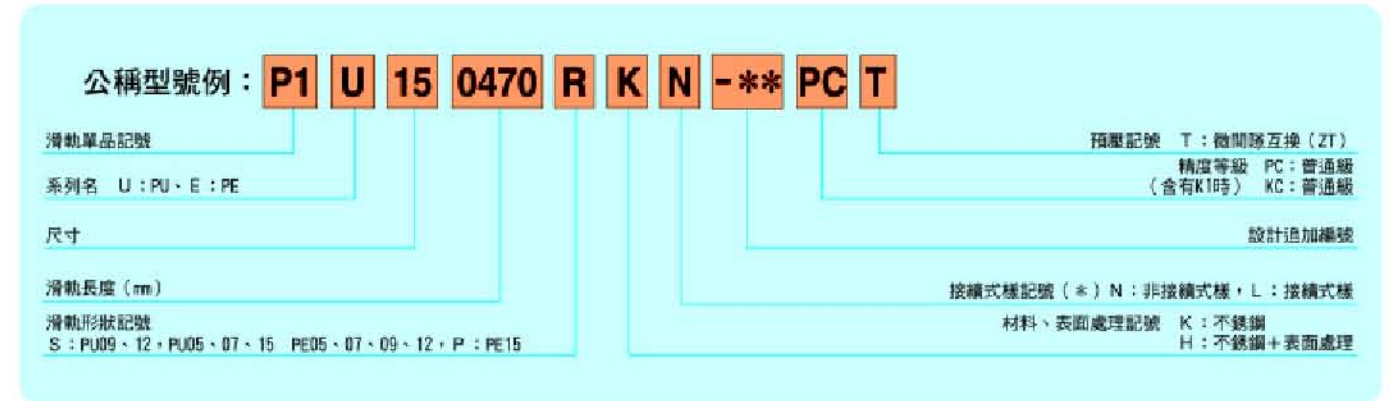 公稱型號例：P1 U 15 0470 R K N -** PC T
滑軌單品記號
預壓記號 T：微間隙互換（ZT）
精度等級 PC：普通級
系列名 U：PU、E：PE
（含有K1時） KC：普通級
尺寸
設計追加編號
滑軌長度（mm）
接續式樣記號（*）N：非接續式樣，L：接續式樣
滑軌形狀記號
材料、表面處理記號 K：不銹鋼
S：PU09、12，PU05、07、15 PE05、07、09、12，P：PE15
H：不銹鋼＋表面處理